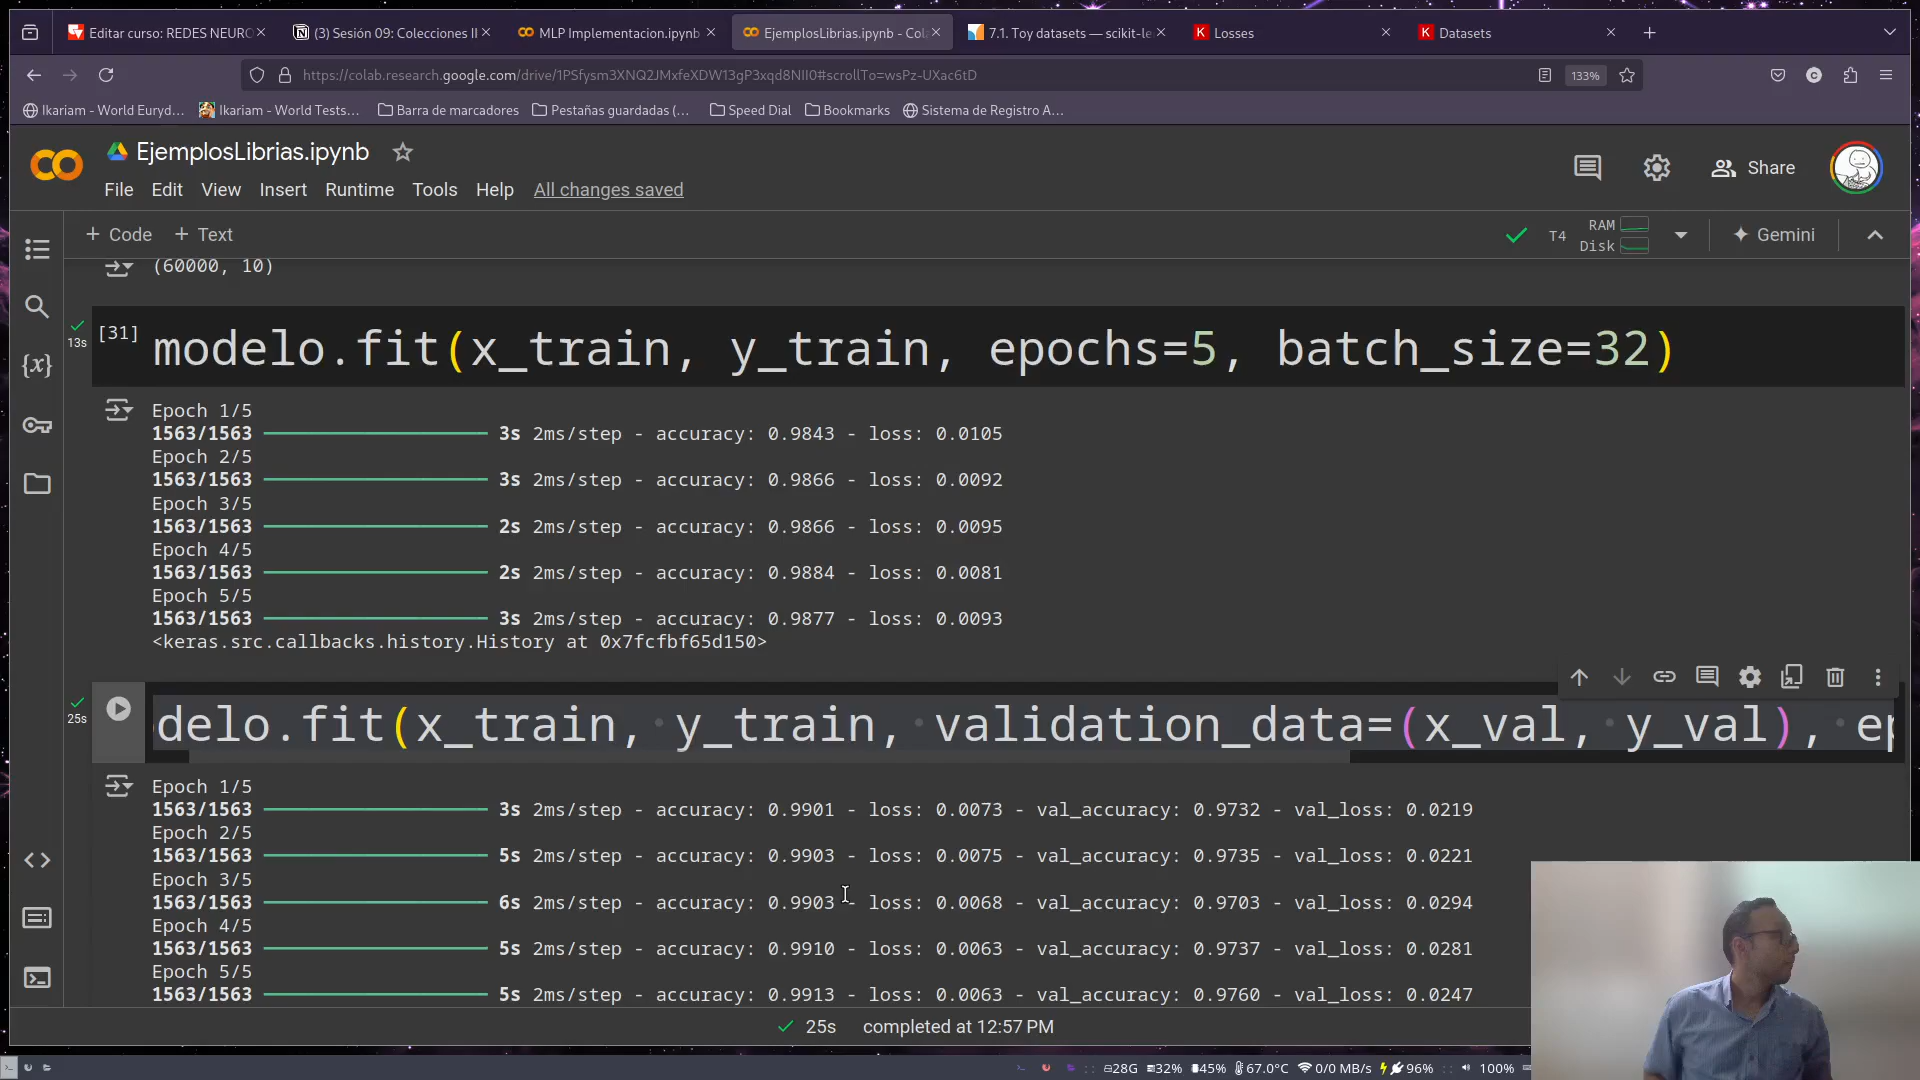 Editar curso: REDES NEURO
(3) Sesión 09: Colecciones II
MLP Implementacion.ipynb
EjemplosLibrias.ipynb - Col
7.1. Toy datasets — scikit-le
Losses
Datasets
https://colab.research.google.com/drive/1PSfysm3XNQ2JMxfeXDW13gP3xqd8NII0#scrollTo=wsPz-UXac6tD
133%
Ikariam - World Euryd...
Ikariam - World Tests...
Barra de marcadores
Pestañas guardadas (...
Speed Dial
Bookmarks
Sistema de Registro A...
EjemplosLibrias.ipynb
Share
File Edit View Insert Runtime Tools Help All changes saved
+ Code + Text
T4
RAM
Disk
Gemini
(60000, 10)
[31]
13s
modelo.fit(x_train, y_train, epochs=5, batch_size=32)
Epoch 1/5
1563/1563 3s 2ms/step - accuracy: 0.9843 - loss: 0.0105
Epoch 2/5
1563/1563 3s 2ms/step - accuracy: 0.9866 - loss: 0.0092
Epoch 3/5
1563/1563 2s 2ms/step - accuracy: 0.9866 - loss: 0.0095
Epoch 4/5
1563/1563 2s 2ms/step - accuracy: 0.9884 - loss: 0.0081
Epoch 5/5
1563/1563 3s 2ms/step - accuracy: 0.9877 - loss: 0.0093
<keras.src.callbacks.history.History at 0x7fcfbf65d150>
25s
delo.fit(x_train, y_train, validation_data=(x_val, y_val), ep
Epoch 1/5
1563/1563 3s 2ms/step - accuracy: 0.9901 - loss: 0.0073 - val_accuracy: 0.9732 - val_loss: 0.0219
Epoch 2/5
1563/1563 5s 2ms/step - accuracy: 0.9903 - loss: 0.0075 - val_accuracy: 0.9735 - val_loss: 0.0221
Epoch 3/5
1563/1563 6s 2ms/step - accuracy: 0.9903 - loss: 0.0068 - val_accuracy: 0.9703 - val_loss: 0.0294
Epoch 4/5
1563/1563 5s 2ms/step - accuracy: 0.9910 - loss: 0.0063 - val_accuracy: 0.9737 - val_loss: 0.0281
Epoch 5/5
1563/1563 5s 2ms/step - accuracy: 0.9913 - loss: 0.0063 - val_accuracy: 0.9760 - val_loss: 0.0247
25s completed at 12:57 PM
28G 32% 45% 67.0°C 0/0 MB/s 96% 100%